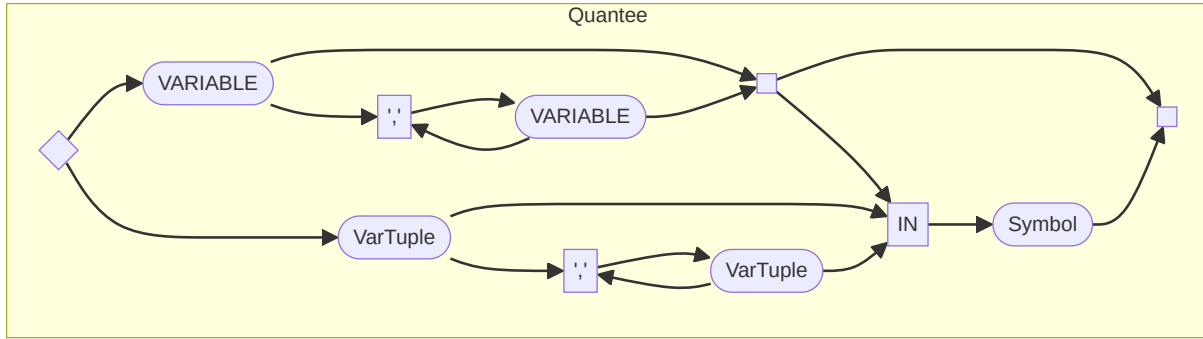 Quantee
VARIABLE
','
VARIABLE
VarTuple
','
VarTuple
IN
Symbol